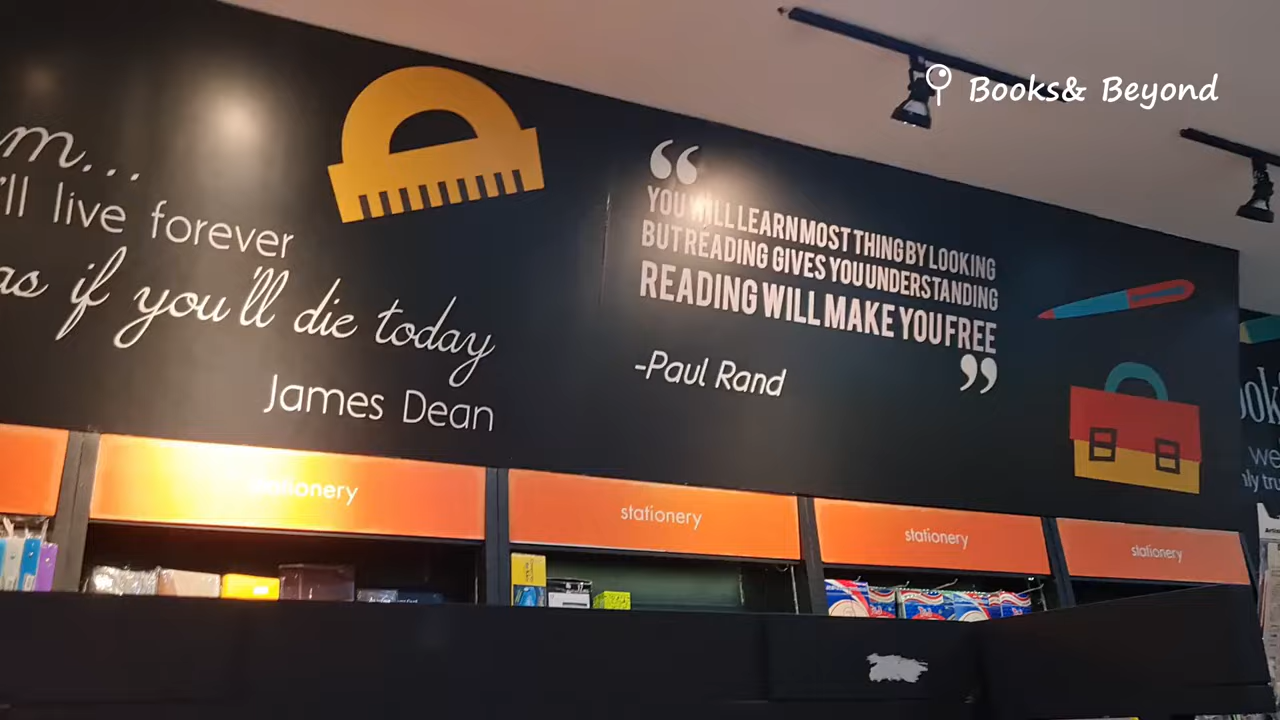 Books& Beyond
m...
'll live forever
as if you'll die today
James Dean
“
YOU WILL LEARN MOST THING BY LOOKING
BUT READING GIVES YOU UNDERSTANDING
READING WILL MAKE YOU FREE
”
-Paul Rand
stationery
stationery
stationery
stationery
we